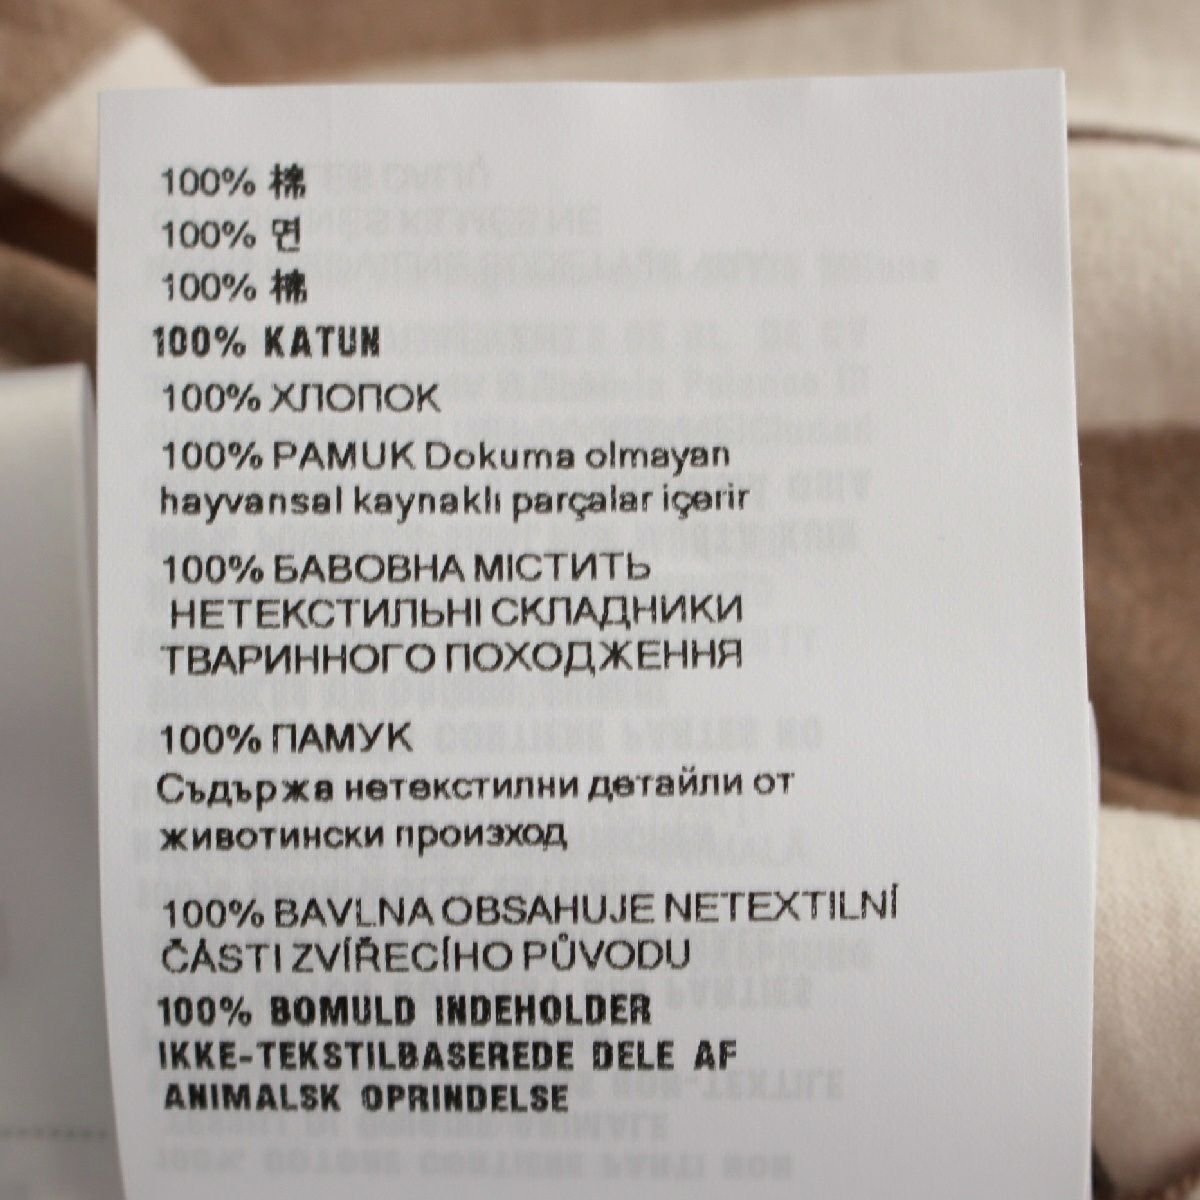 100% 棉
100% 면
100% 棉
100% KATUN
100% ХЛОПОК
100% PAMUK Dokuma olmayan
hayvansal kaynaklı parçalar içerir
100% БАВОВНА МІСТИТЬ
НЕТЕКСТИЛЬНІ СКЛАДНИКИ
ТВАРИННОГО ПОХОДЖЕННЯ
100% ПАМУК
Съдържа нетекстилни детайли от
животински произход
100% BAVLNA OBSAHUJE NETEXTILNÍ
ČÁSTI ZVÍŘECÍHO PŮVODU
100% BOMULD INDEHOLDER
IKKE-TEKSTILBASEREDE DELE AF
ANIMALSK OPRINDELSE